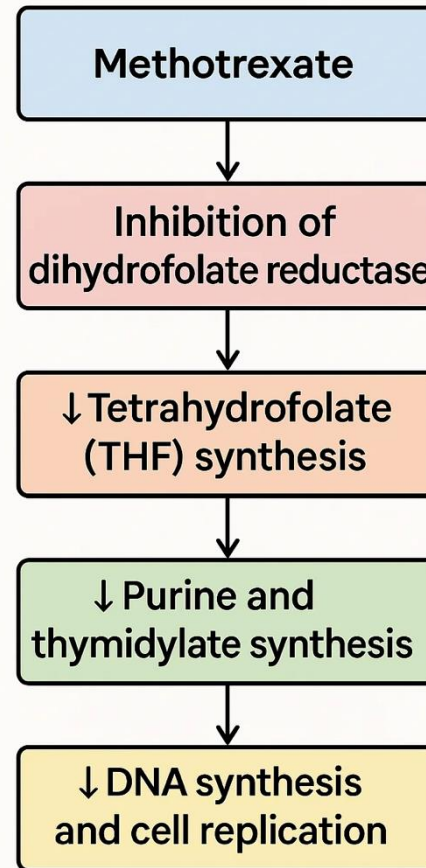 Methotrexate
Inhibition of
dihydrofolate reductase
↓Tetrahydrofolate
(THF) synthesis
↓Purine and
thymidylate synthesis
↓DNA synthesis
and cell replication